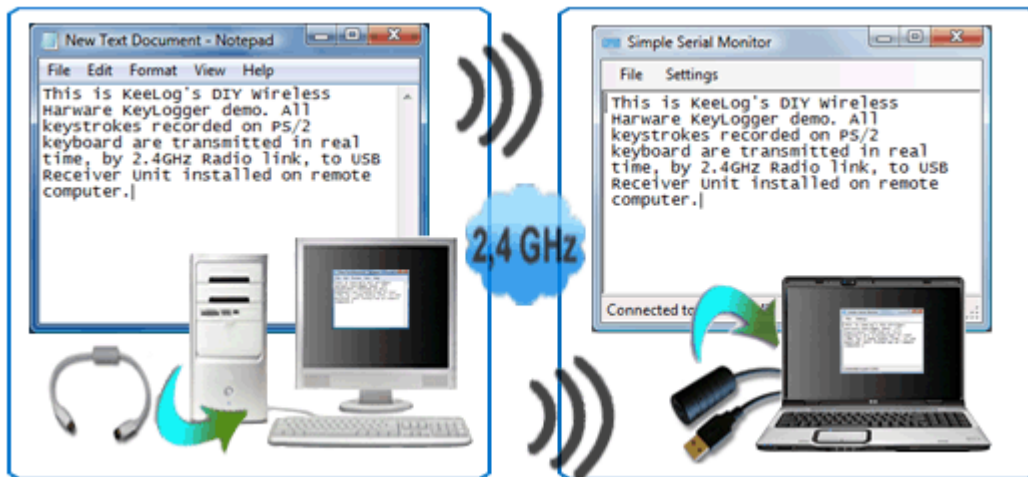 New Text Document - Notepad
File Edit Format View Help
This is KeeLog's DIY Wireless
Harware KeyLogger demo. All
keystrokes recorded on PS/2
keyboard are transmitted in real
time, by 2.4GHz Radio link, to USB
Receiver Unit installed on remote
computer.
2,4 GHz
Simple Serial Monitor
File Settings
This is KeeLog's DIY Wireless
Harware KeyLogger demo. All
keystrokes recorded on PS/2
keyboard are transmitted in real
time, by 2.4GHz Radio link, to USB
Receiver Unit installed on remote
computer.
Connected to